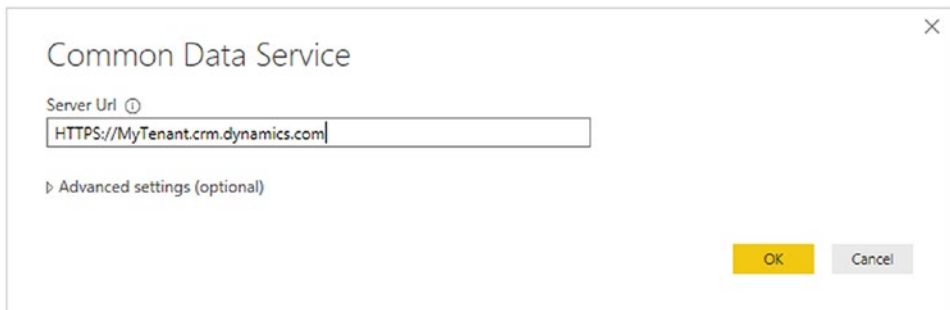 Common Data Service
Server Url
HTTPS://MyTenant.crm.dynamics.com
Advanced settings (optional)
OK Cancel